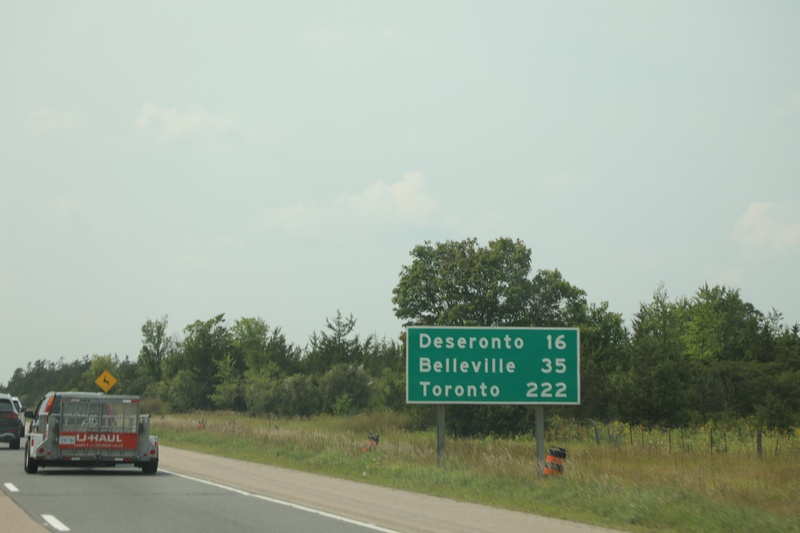 Deseronto 16
Belleville 35
Toronto 222
U-HAUL